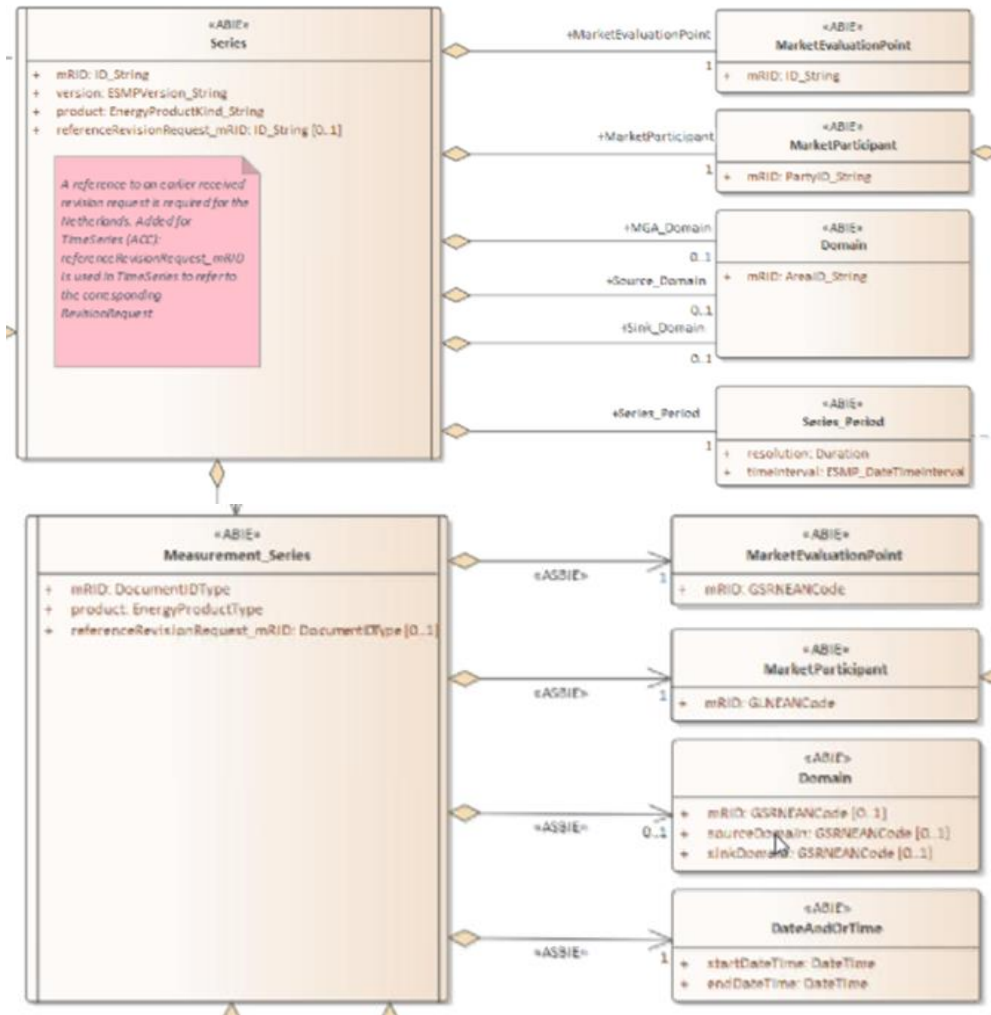 «ABIE»
Series
+ mRID: ID_String
+ version: ESMPVersion_String
+ product: EnergyProductKind_String
+ referenceRevisionRequest_mRID: ID_String [0..1]
A reference to an earlier received
revision request is required for the
Netherlands. Added for
TimeSeries (ACC):
referenceRevisionRequest_mRID
is used in TimeSeries to refer to
the corresponding
RevisionRequest
+MarketEvaluationPoint
1
«ABIE»
MarketEvaluationPoint
+ mRID: ID_String
+MarketParticipant
1
«ABIE»
MarketParticipant
+ mRID: PartyID_String
+MGA_Domain
0..1
+Source_Domain
0..1
+Sink_Domain
0..1
«ABIE»
Domain
+ mRID: AreaID_String
+Series_Period
1
«ABIE»
Series_Period
+ resolution: Duration
+ timeInterval: ESMP_DateTimeInterval
«ABIE»
Measurement_Series
+ mRID: DocumentIDType
+ product: EnergyProductType
+ referenceRevisionRequest_mRID: DocumentIDType [0..1]
«ASBIE»
1
«ABIE»
MarketEvaluationPoint
+ mRID: GSRNEANCode
«ASBIE»
1
«ABIE»
MarketParticipant
+ mRID: GLNEANCode
«ASBIE»
0..1
«ABIE»
Domain
+ mRID: GSRNEANCode [0..1]
+ sourceDomain: GSRNEANCode [0..1]
+ sinkDomain: GSRNEANCode [0..1]
«ASBIE»
1
«ABIE»
DateAndOrTime
+ startDateTime: DateTime
+ endDateTime: DateTime